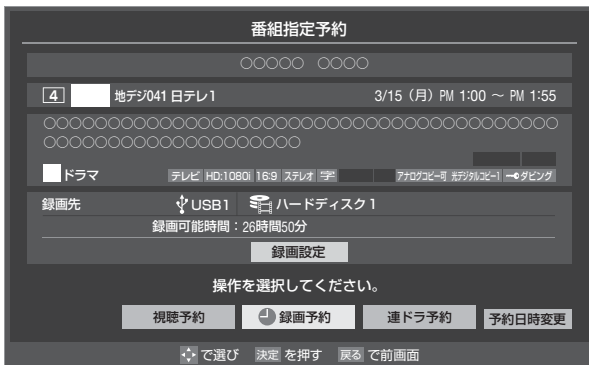 番組指定予約
○○○○○ ○○○○
4 地デジ041 日テレ1 3/15（月）PM 1:00 ～ PM 1:55
○○○○○○○○○○○○○○○○○○○○○○○○○○○○○○○○○○○○○○○○
○○○○○○○○○○○○○○○○○○○○
ドラマ テレビ HD:1080i 16:9 ステレオ 字 アナログコピー可 光デジタルコピー1 ダビング
録画先 USB1 ハードディスク1
録画可能時間：26時間50分
録画設定
操作を選択してください。
視聴予約 録画予約 連ドラ予約 予約日時変更
で選び 決定 を押す 戻る で前画面